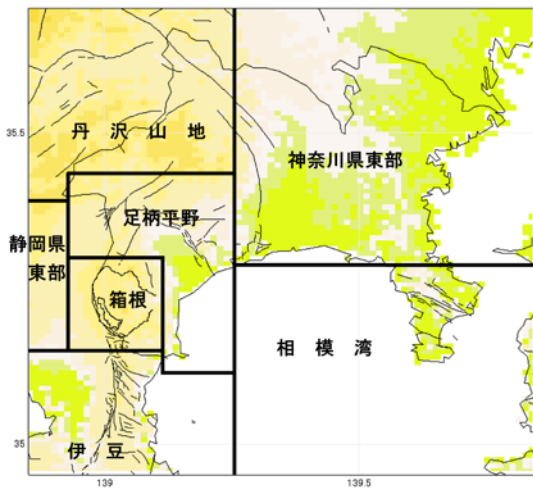 35.5
丹沢山地
神奈川県東部
足柄平野
静岡県
東部
箱根
相模湾
35
伊豆
139
139.5